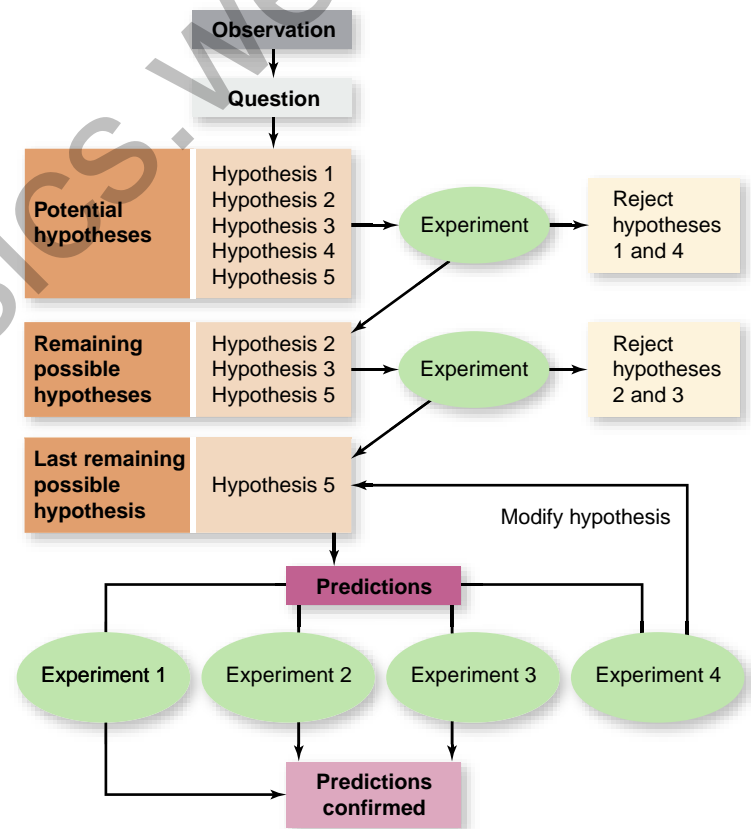 Observation
Question
Potential
hypotheses
Hypothesis 1
Hypothesis 2
Hypothesis 3
Hypothesis 4
Hypothesis 5
Experiment
Reject
hypotheses
1 and 4
Remaining
possible
hypotheses
Hypothesis 2
Hypothesis 3
Hypothesis 5
Experiment
Reject
hypotheses
2 and 3
Last remaining
possible
hypothesis
Hypothesis 5
Modify hypothesis
Predictions
Experiment 1
Experiment 2
Experiment 3
Experiment 4
Predictions
confirmed
ics.we